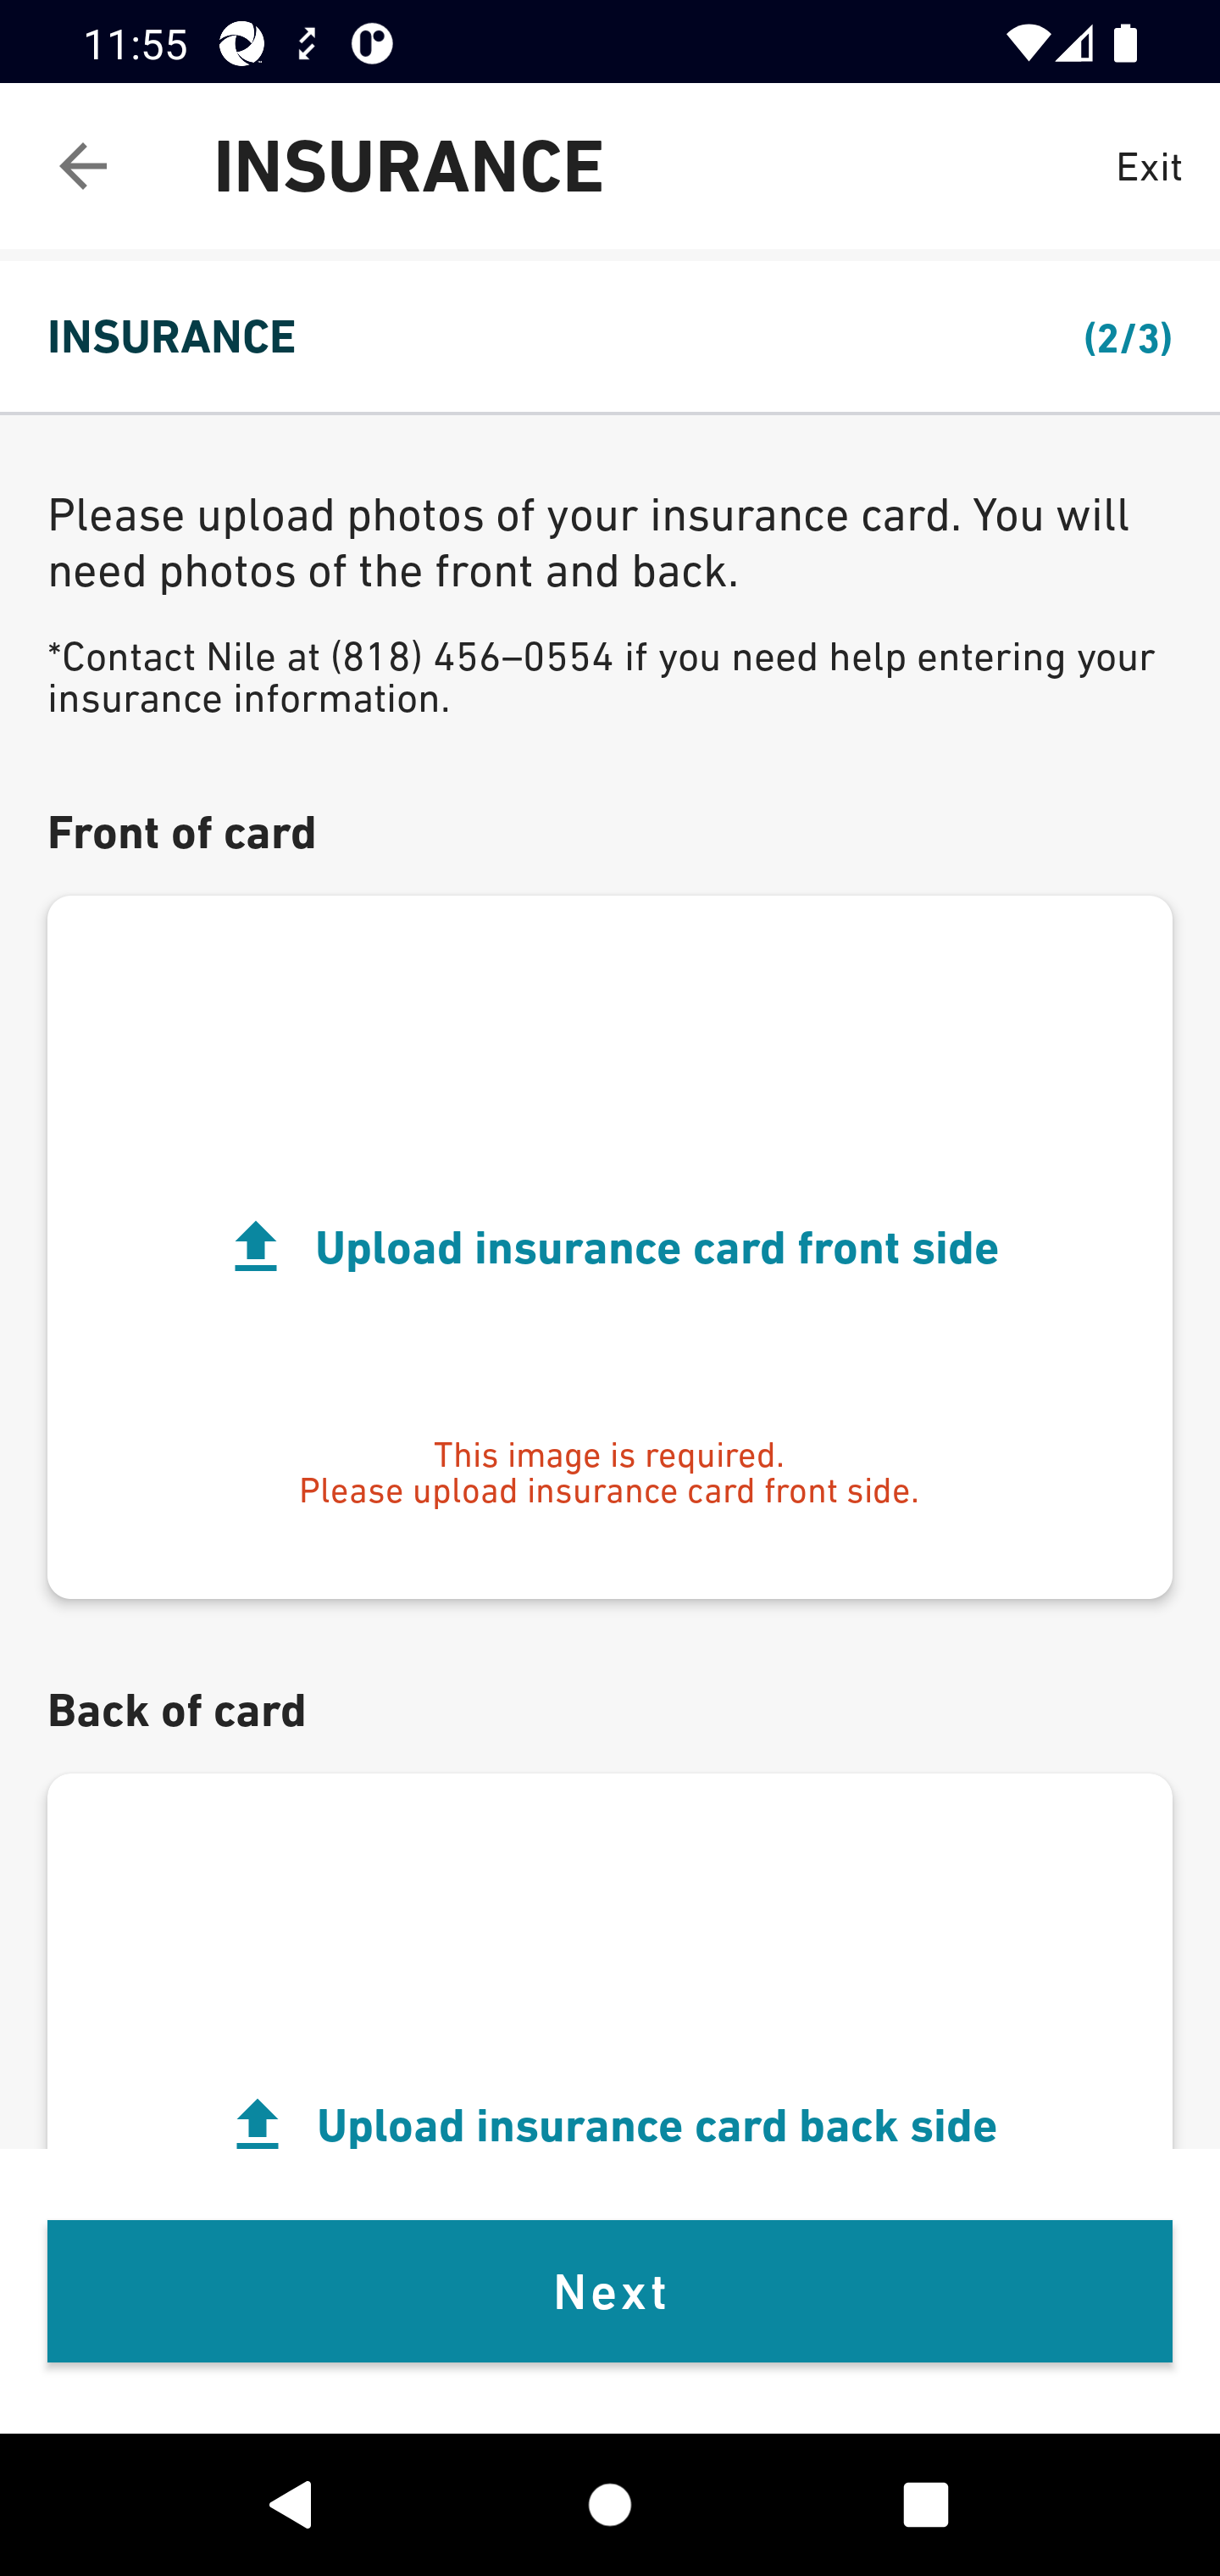 11:55
INSURANCE
Exit
INSURANCE
(2/3)
Please upload photos of your insurance card. You will
need photos of the front and back.
*Contact Nile at (818) 456–0554 if you need help entering your
insurance information.
Front of card
Upload insurance card front side
This image is required.
Please upload insurance card front side.
Back of card
Upload insurance card back side
Next